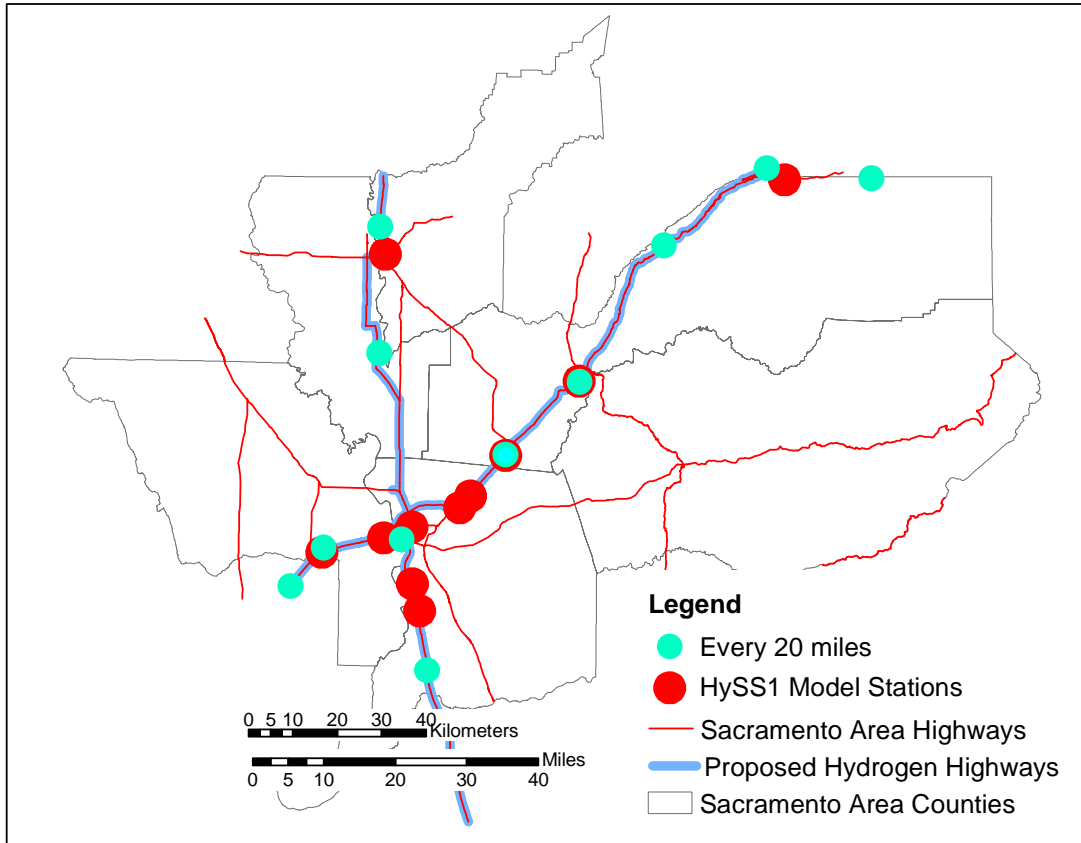 Legend
Every 20 miles
HySS1 Model Stations
Sacramento Area Highways
Proposed Hydrogen Highways
Sacramento Area Counties
0 5 10 20 30 40
Kilometers
0 5 10 20 30 40
Miles